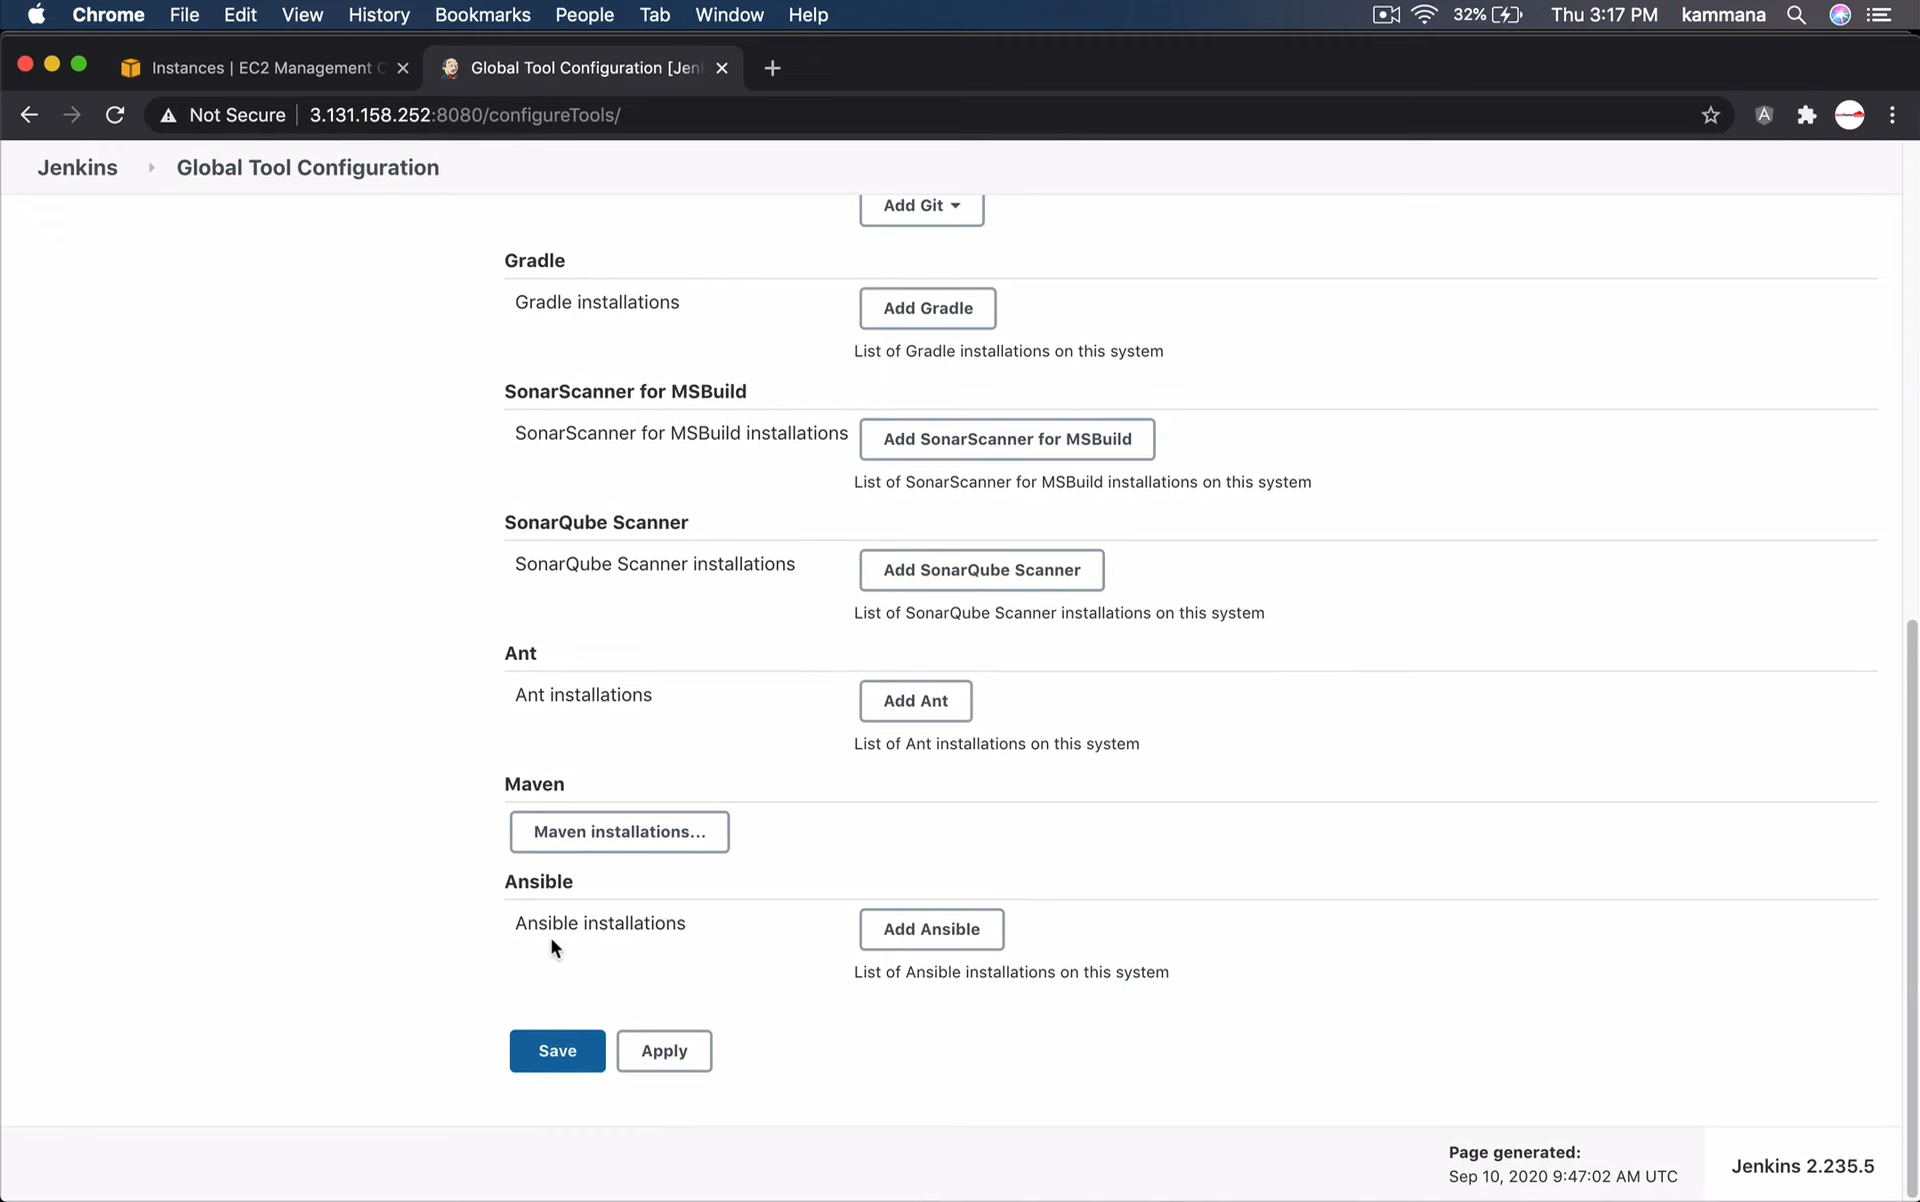 Chrome File Edit View History Bookmarks People Tab Window Help 32% Thu 3:17 PM kammana
Instances | EC2 Management C Global Tool Configuration [Jen
Not Secure 3.131.158.252:8080/configureTools/
Jenkins Global Tool Configuration
Add Git
Gradle
Gradle installations Add Gradle
List of Gradle installations on this system
SonarScanner for MSBuild
SonarScanner for MSBuild installations Add SonarScanner for MSBuild
List of SonarScanner for MSBuild installations on this system
SonarQube Scanner
SonarQube Scanner installations Add SonarQube Scanner
List of SonarQube Scanner installations on this system
Ant
Ant installations Add Ant
List of Ant installations on this system
Maven
Maven installations...
Ansible
Ansible installations Add Ansible
List of Ansible installations on this system
Save Apply
Page generated:
Sep 10, 2020 9:47:02 AM UTC Jenkins 2.235.5